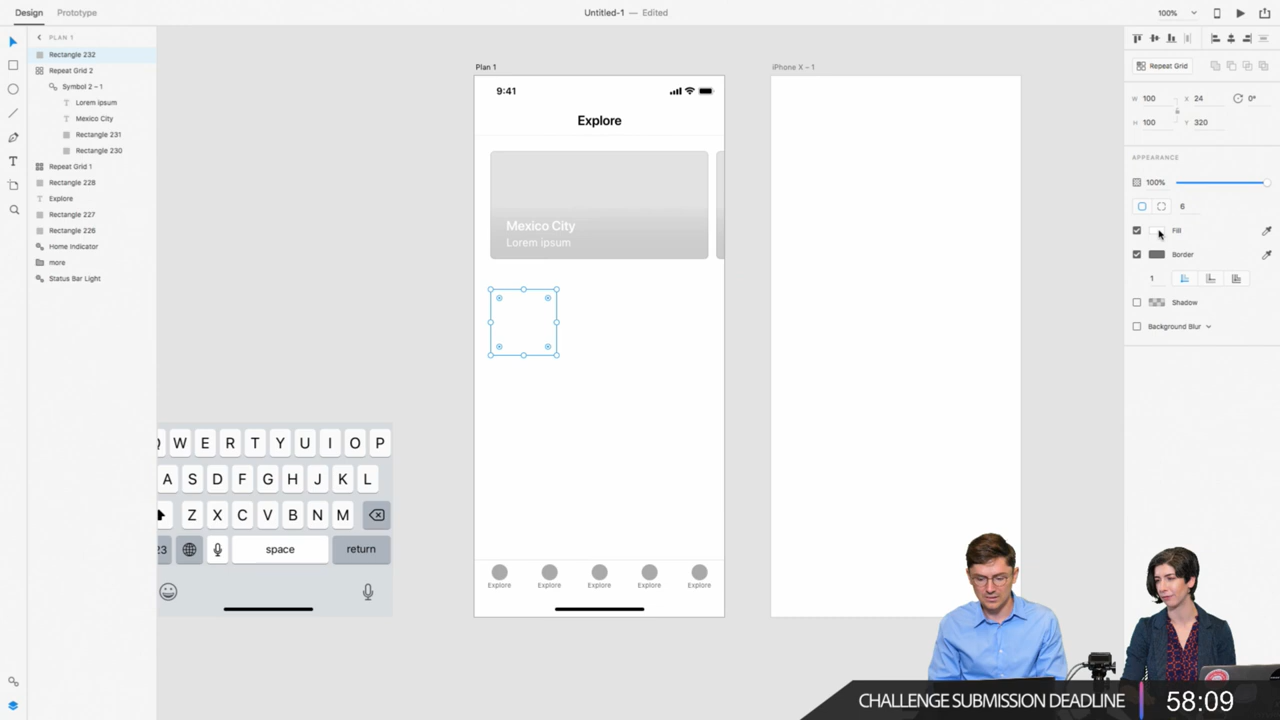 Design Prototype
Untitled-1 — Edited
100%
PLAN 1
Rectangle 232
Repeat Grid 2
Symbol 2 – 1
Lorem ipsum
Mexico City
Rectangle 231
Rectangle 230
Repeat Grid 1
Rectangle 228
Explore
Rectangle 227
Rectangle 226
Home Indicator
more
Status Bar Light
Plan 1
9:41
Explore
Mexico City
Lorem ipsum
Explore Explore Explore Explore Explore
iPhone X – 1
W E R T Y U I O P
A S D F G H J K L
Z X C V B N M
23 space return
Repeat Grid
W 100 X 24 0°
H 100 Y 320
APPEARANCE
100%
6
Fill
Border
1
Shadow
Background Blur
CHALLENGE SUBMISSION DEADLINE 58:09